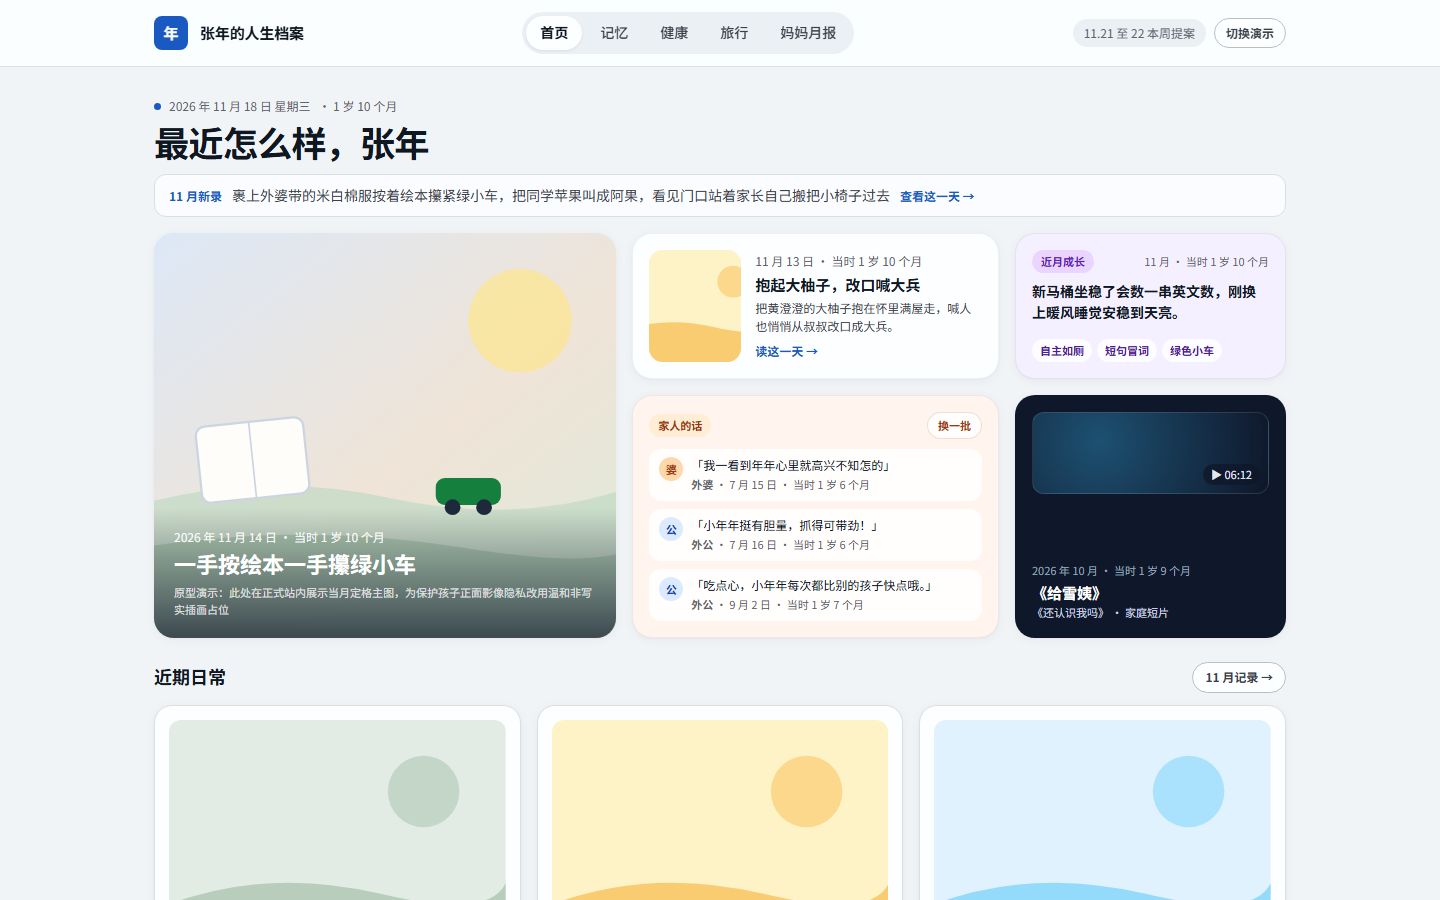 年
张年的人生档案
首页
记忆
健康
旅行
妈妈月报
11.21 至 22 本周提案
切换演示
2026 年 11 月 18 日 星期三 · 1 岁 10 个月
最近怎么样，张年
11 月新录 裹上外婆带的米白棉服按着绘本攥紧绿小车，把同学苹果叫成阿果，看见门口站着家长自己搬把小椅子过去 查看这一天 →
2026 年 11 月 14 日 · 当时 1 岁 10 个月
一手按绘本一手攥绿小车
原型演示：此处在正式站内展示当月定格主图，为保护孩子正面影像隐私改用温和非写
实插画占位
11 月 13 日 · 当时 1 岁 10 个月
抱起大柚子，改口喊大兵
把黄澄澄的大柚子抱在怀里满屋走，喊人
也悄悄从叔叔改口成大兵。
读这一天 →
近月成长
11 月 · 当时 1 岁 10 个月
新马桶坐稳了会数一串英文数，刚换
上暖风睡觉安稳到天亮。
自主如厕
短句冒词
绿色小车
家人的话
换一批
婆
「我一看到年年心里就高兴不知怎的」
外婆 · 7 月 15 日 · 当时 1 岁 6 个月
公
「小年年挺有胆量，抓得可带劲！」
外公 · 7 月 16 日 · 当时 1 岁 6 个月
公
「吃点心，小年年每次都比别的孩子快点哦。」
外公 · 9 月 2 日 · 当时 1 岁 7 个月
▶ 06:12
2026 年 10 月 · 当时 1 岁 9 个月
《给雪姨》
《还认识我吗》 · 家庭短片
近期日常
11 月记录 →